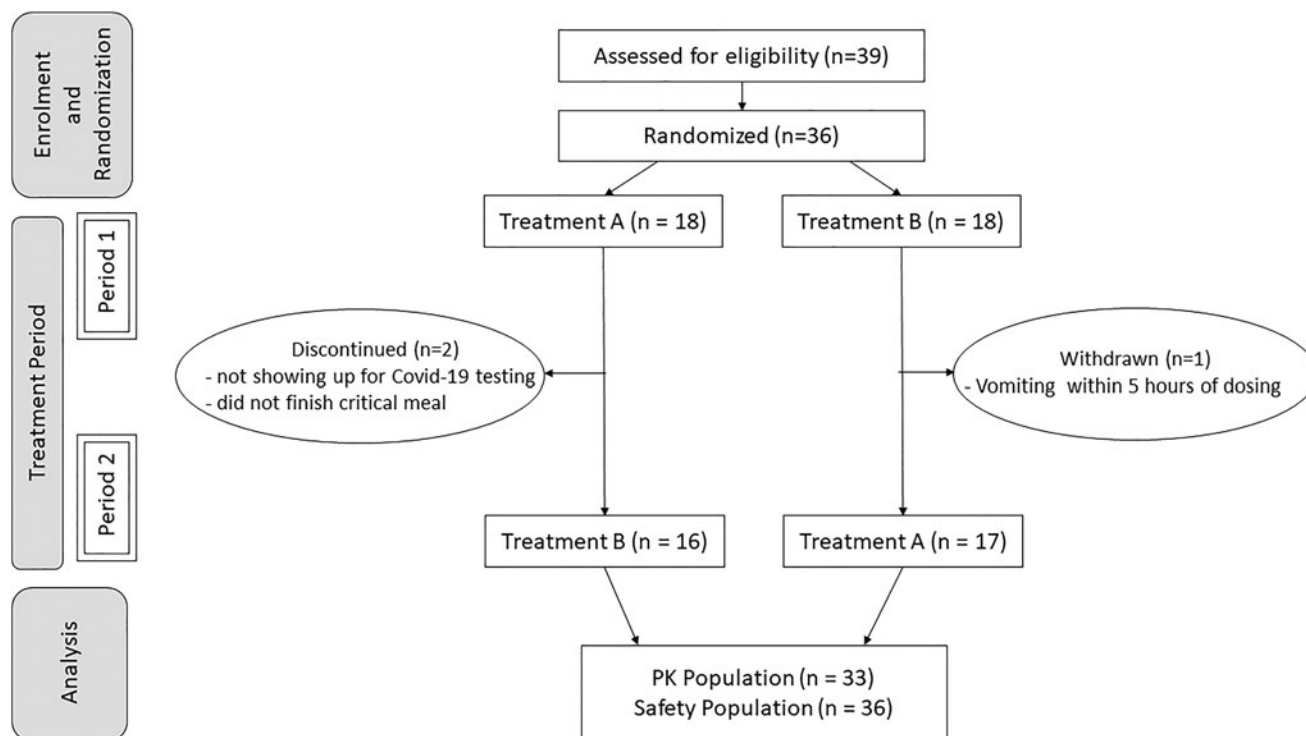 Enrolment
and
Randomization
Assessed for eligibility (n=39)
Randomized (n=36)
Treatment Period
Period 1
Treatment A (n = 18)
Treatment B (n = 18)
Discontinued (n=2)
- not showing up for Covid-19 testing
- did not finish critical meal
Withdrawn (n=1)
- Vomiting within 5 hours of dosing
Period 2
Treatment B (n = 16)
Treatment A (n = 17)
Analysis
PK Population (n = 33)
Safety Population (n = 36)